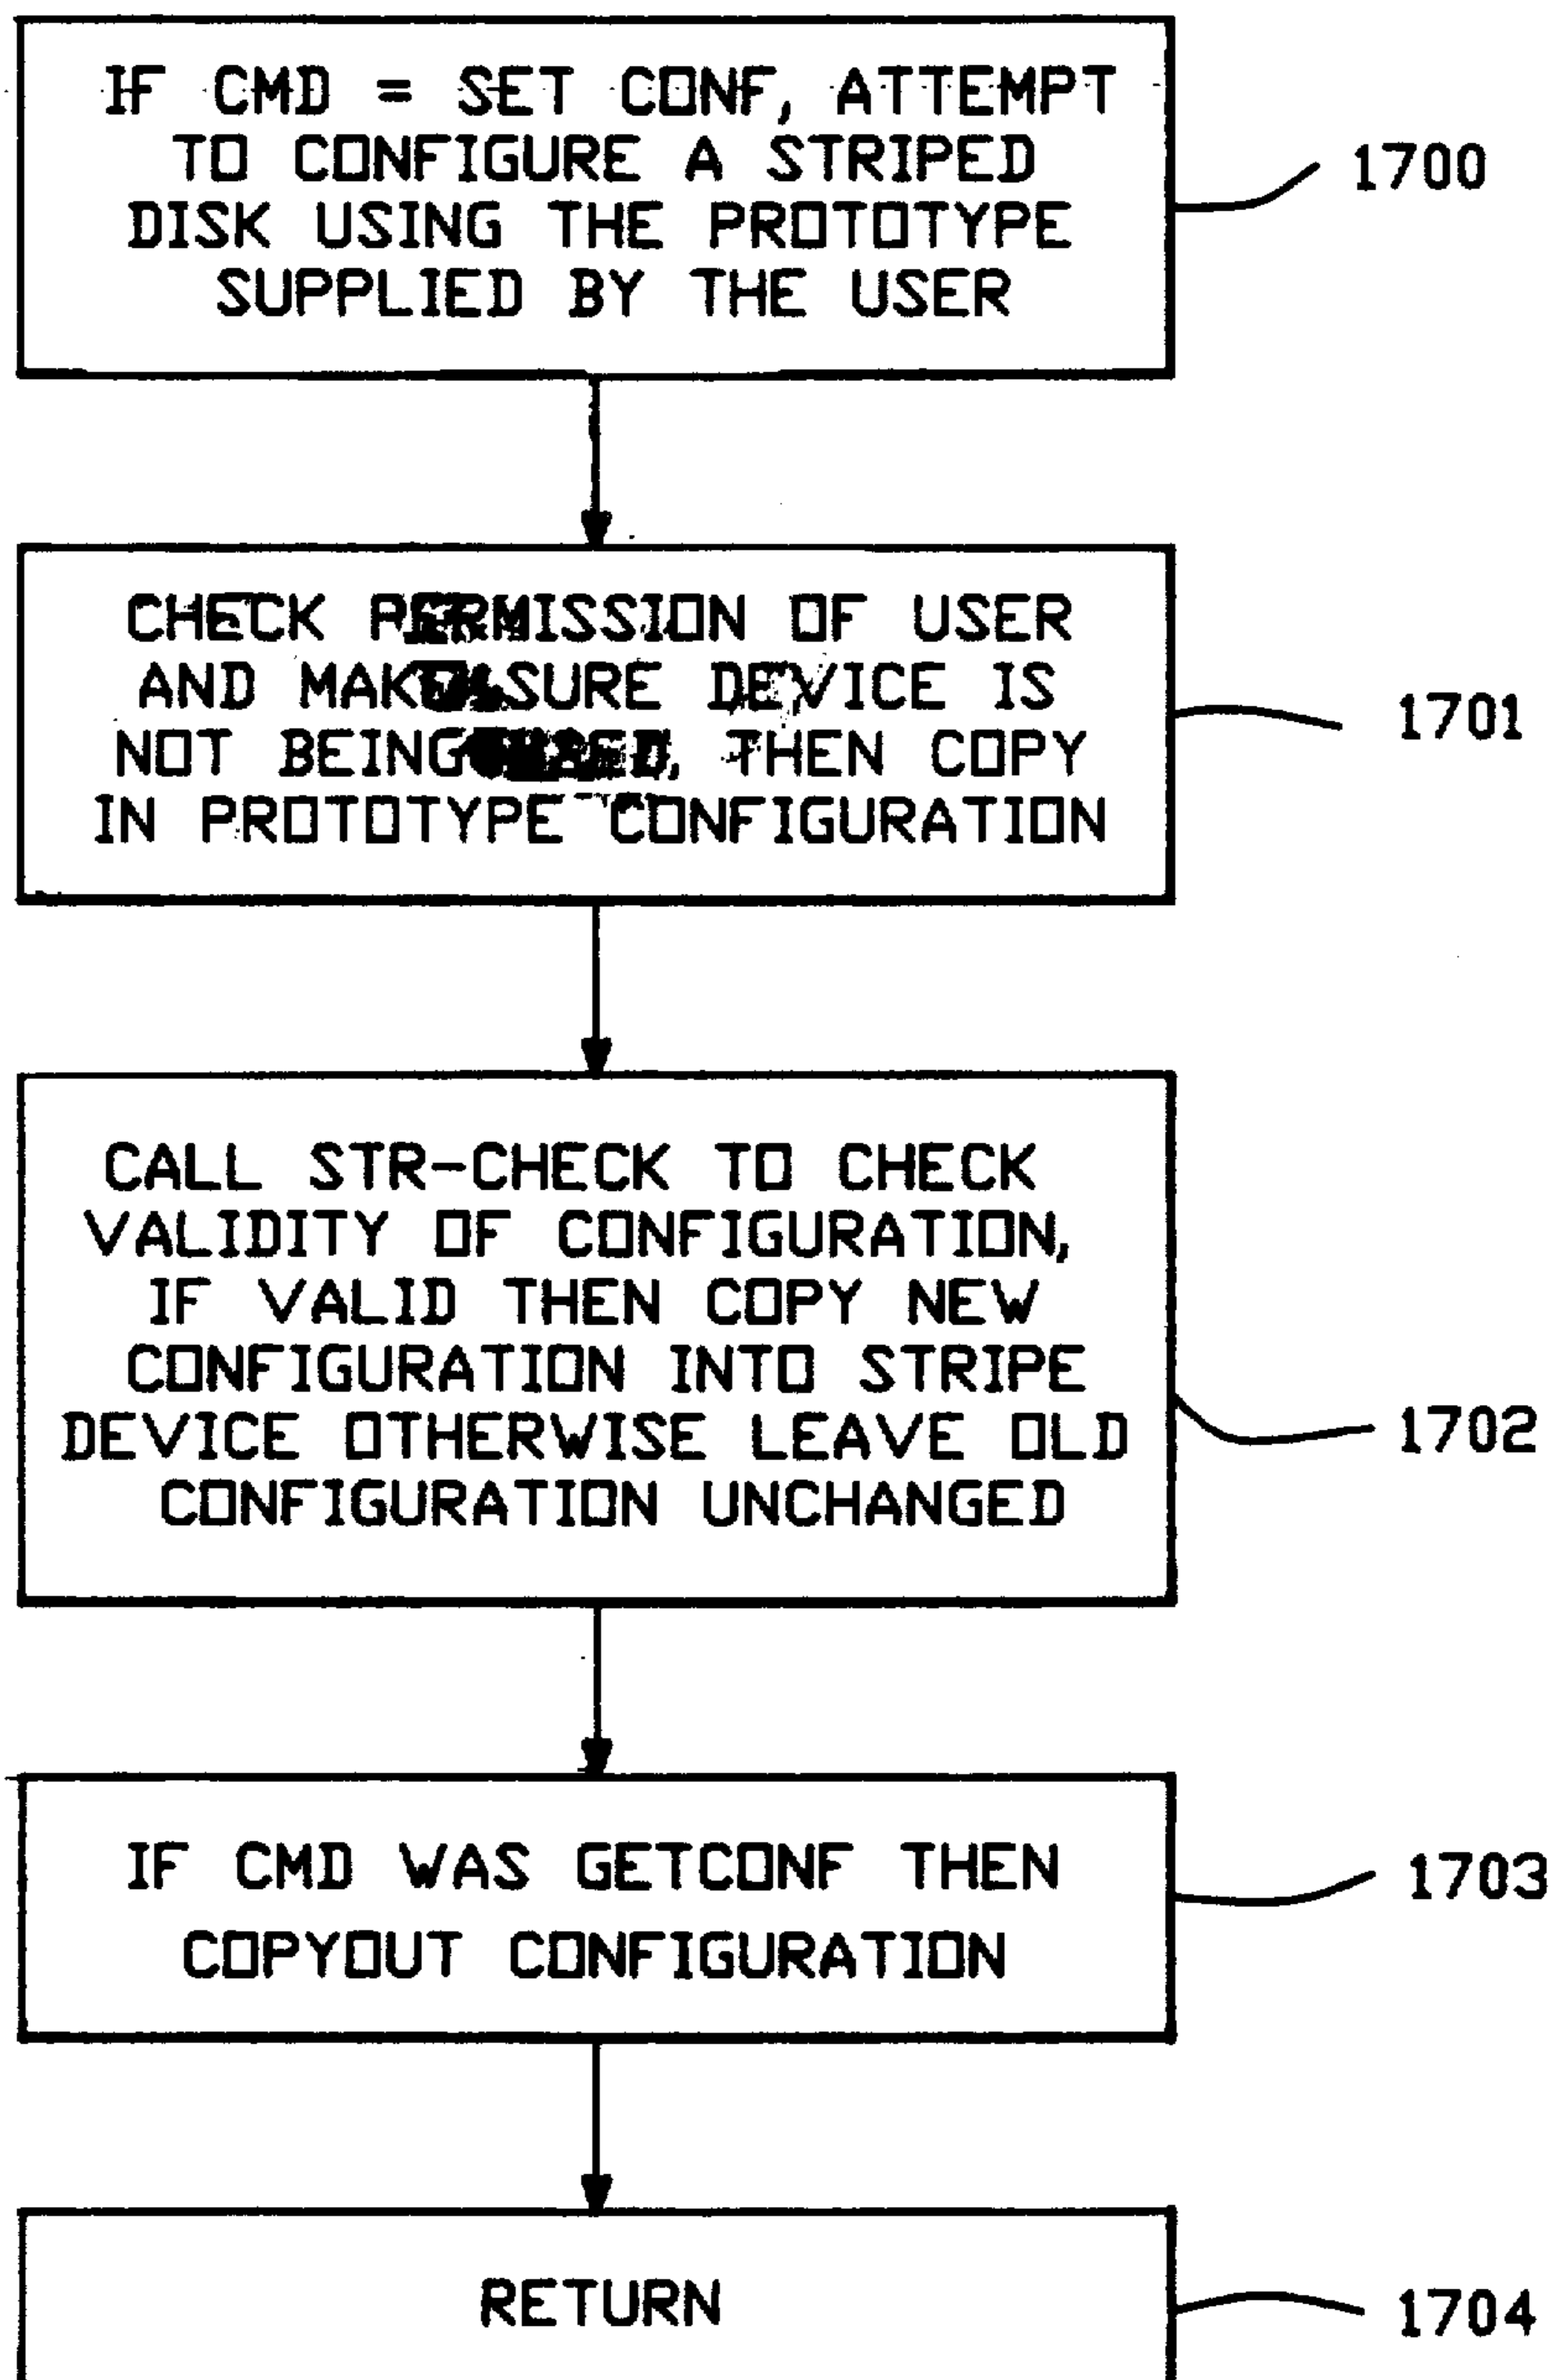 IF CMD = SET CONF, ATTEMPT
TO CONFIGURE A STRIPED
DISK USING THE PROTOTYPE
SUPPLIED BY THE USER
1700
CHECK PERMISSION OF USER
AND MAKE SURE DEVICE IS
NOT BEING THEN COPY
IN PROTOTYPE CONFIGURATION
1701
CALL STR-CHECK TO CHECK
VALIDITY OF CONFIGURATION,
IF VALID THEN COPY NEW
CONFIGURATION INTO STRIPE
DEVICE OTHERWISE LEAVE OLD
CONFIGURATION UNCHANGED
1702
IF CMD WAS GETCONF THEN
COPYOUT CONFIGURATION
1703
RETURN
1704